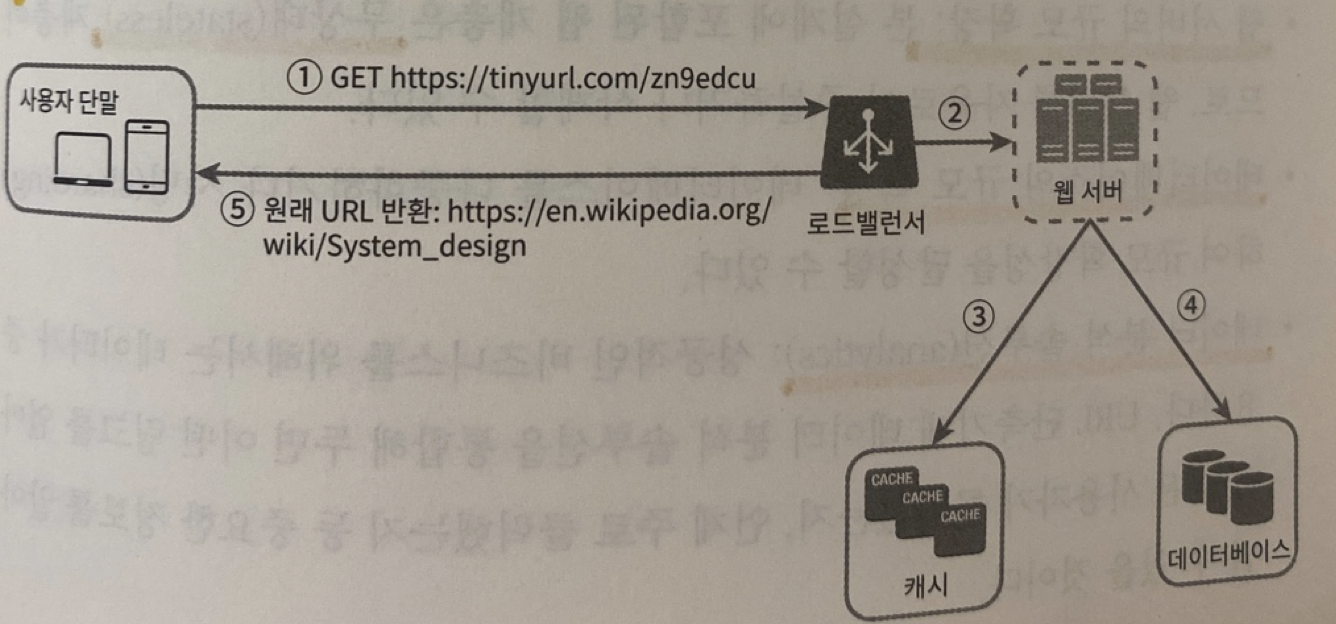 ① GET https://tinyurl.com/zn9edcu
사용자 단말
②
⑤ 원래 URL 반환: https://en.wikipedia.org/
wiki/System_design
로드밸런서
웹 서버
③
④
CACHE
CACHE
CACHE
캐시
데이터베이스